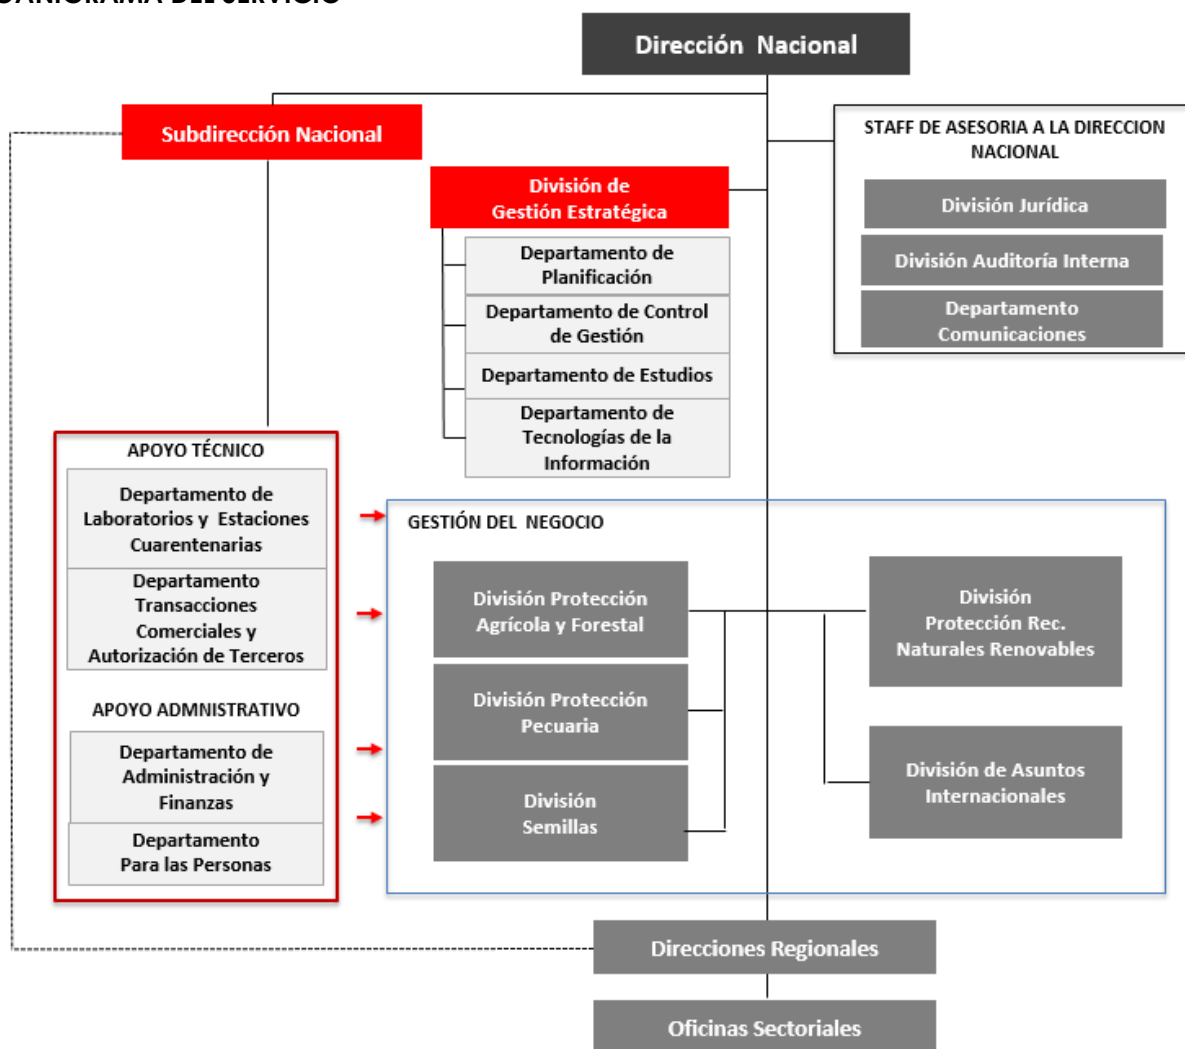 ORGANIGRAMA DEL SERVICIO
Dirección Nacional
Subdirección Nacional
STAFF DE ASESORIA A LA DIRECCION
NACIONAL
División Jurídica
División Auditoría Interna
Departamento
Comunicaciones
División de
Gestión Estratégica
Departamento de
Planificación
Departamento de Control
de Gestión
Departamento de Estudios
Departamento de
Tecnologías de la
Información
APOYO TÉCNICO
Departamento de
Laboratorios y Estaciones
Cuarentenarias
Departamento
Transacciones
Comerciales y
Autorización de Terceros
APOYO ADMNISTRATIVO
Departamento de
Administración y
Finanzas
Departamento
Para las Personas
GESTIÓN DEL NEGOCIO
División Protección
Agrícola y Forestal
División Protección
Pecuaria
División
Semillas
División
Protección Rec.
Naturales Renovables
División de Asuntos
Internacionales
Direcciones Regionales
Oficinas Sectoriales